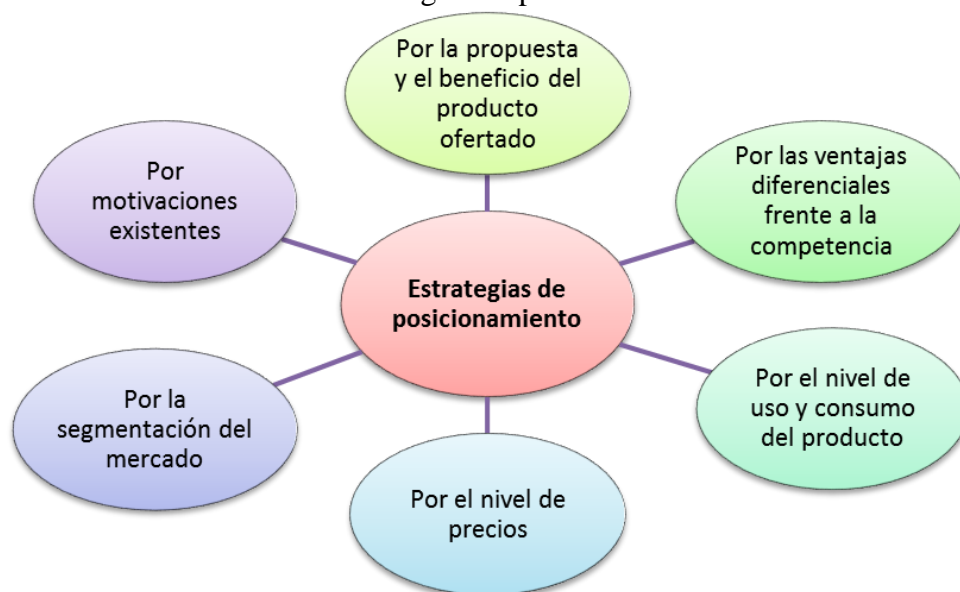 Por la propuesta
y el beneficio del
producto
ofertado
Por las ventajas
diferenciales
frente a la
competencia
Por el nivel de
uso y consumo
del producto
Por el nivel de
precios
Por la
segmentación del
mercado
Por
motivaciones
existentes
Estrategias de
posicionamiento